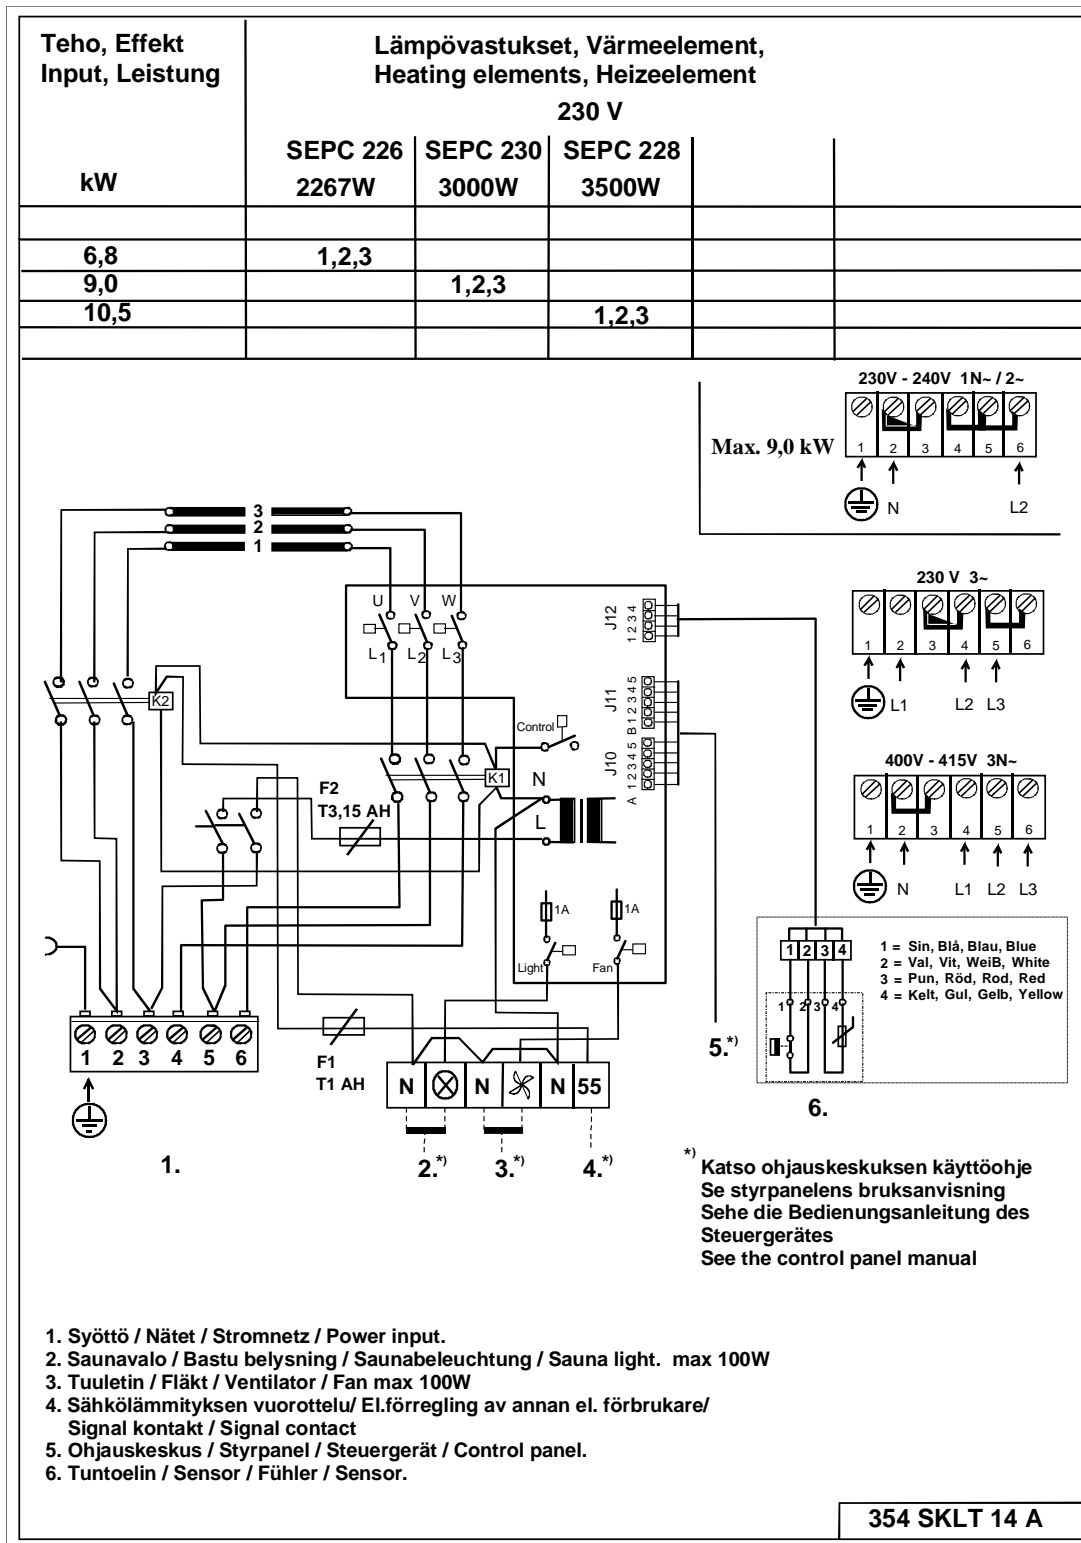 Teho, Effekt
Input, Leistung
kW
Lämpövastukset, Värmeelement,
Heating elements, Heizeelement
230 V
SEPC 226 SEPC 230 SEPC 228
2267W 3000W 3500W
6,8 1,2,3
9,0 1,2,3
10,5 1,2,3
230V - 240V 1N~ / 2~
Max. 9,0 kW
1 2 3 4 5 6
N L2
3
2
1
U V W
L1 L2 L3
J12
1 2 3 4
230 V 3~
1 2 3 4 5 6
L1 L2 L3
K2
J11
B 1 2 3 4 5
Control
K1
J10
A 1 2 3 4 5
N
L
F2
T3,15 AH
400V - 415V 3N~
1 2 3 4 5 6
N L1 L2 L3
1A 1A
Light Fan
1 2 3 4
1 = Sin, Blå, Blau, Blue
2 = Val, Vit, WeiB, White
3 = Pun, Röd, Rod, Red
4 = Kelt, Gul, Gelb, Yellow
1 2 3 4
1 2 3 4 5 6
F1
T1 AH
N N N 55
5.*)
6.
1.
2.*) 3.*) 4.*)
*)
Katso ohjauskeskuksen käyttöohje
Se styrpanelens bruksanvisning
Sehe die Bedienungsanleitung des
Steuergerätes
See the control panel manual
1. Syöttö / Nätet / Stromnetz / Power input.
2. Saunavalo / Bastu belysning / Saunabeleuchtung / Sauna light. max 100W
3. Tuuletin / Fläkt / Ventilator / Fan max 100W
4. Sähkölämmityksen vuorottelu/ El.förregling av annan el. förbrukare/
Signal kontakt / Signal contact
5. Ohjauskeskus / Styrpanel / Steuergerät / Control panel.
6. Tuntoelin / Sensor / Fühler / Sensor.
354 SKLT 14 A